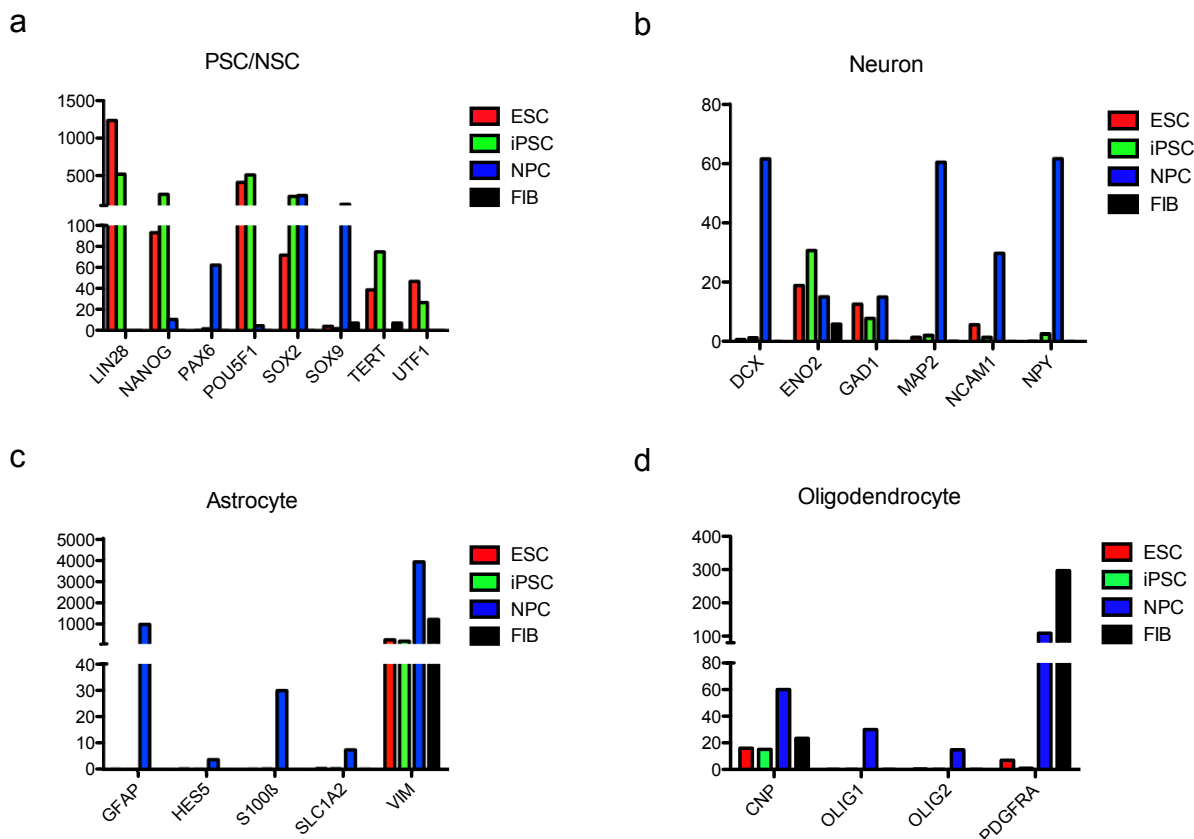 a
PSC/NSC
1500
1000
500
100
80
60
40
20
0
LIN28
NANOG
PAX6
POU5F1
SOX2
SOX9
TERT
UTF1
ESC
iPSC
NPC
FIB
b
Neuron
80
60
40
20
0
DCX
ENO2
GAD1
MAP2
NCAM1
NPY
ESC
iPSC
NPC
FIB
c
Astrocyte
5000
4000
3000
2000
1000
40
30
20
10
0
GFAP
HES5
S100ß
SLC1A2
VIM
ESC
iPSC
NPC
FIB
d
Oligodendrocyte
400
300
200
100
80
60
40
20
0
CNP
OLIG1
OLIG2
PDGFRA
ESC
iPSC
NPC
FIB